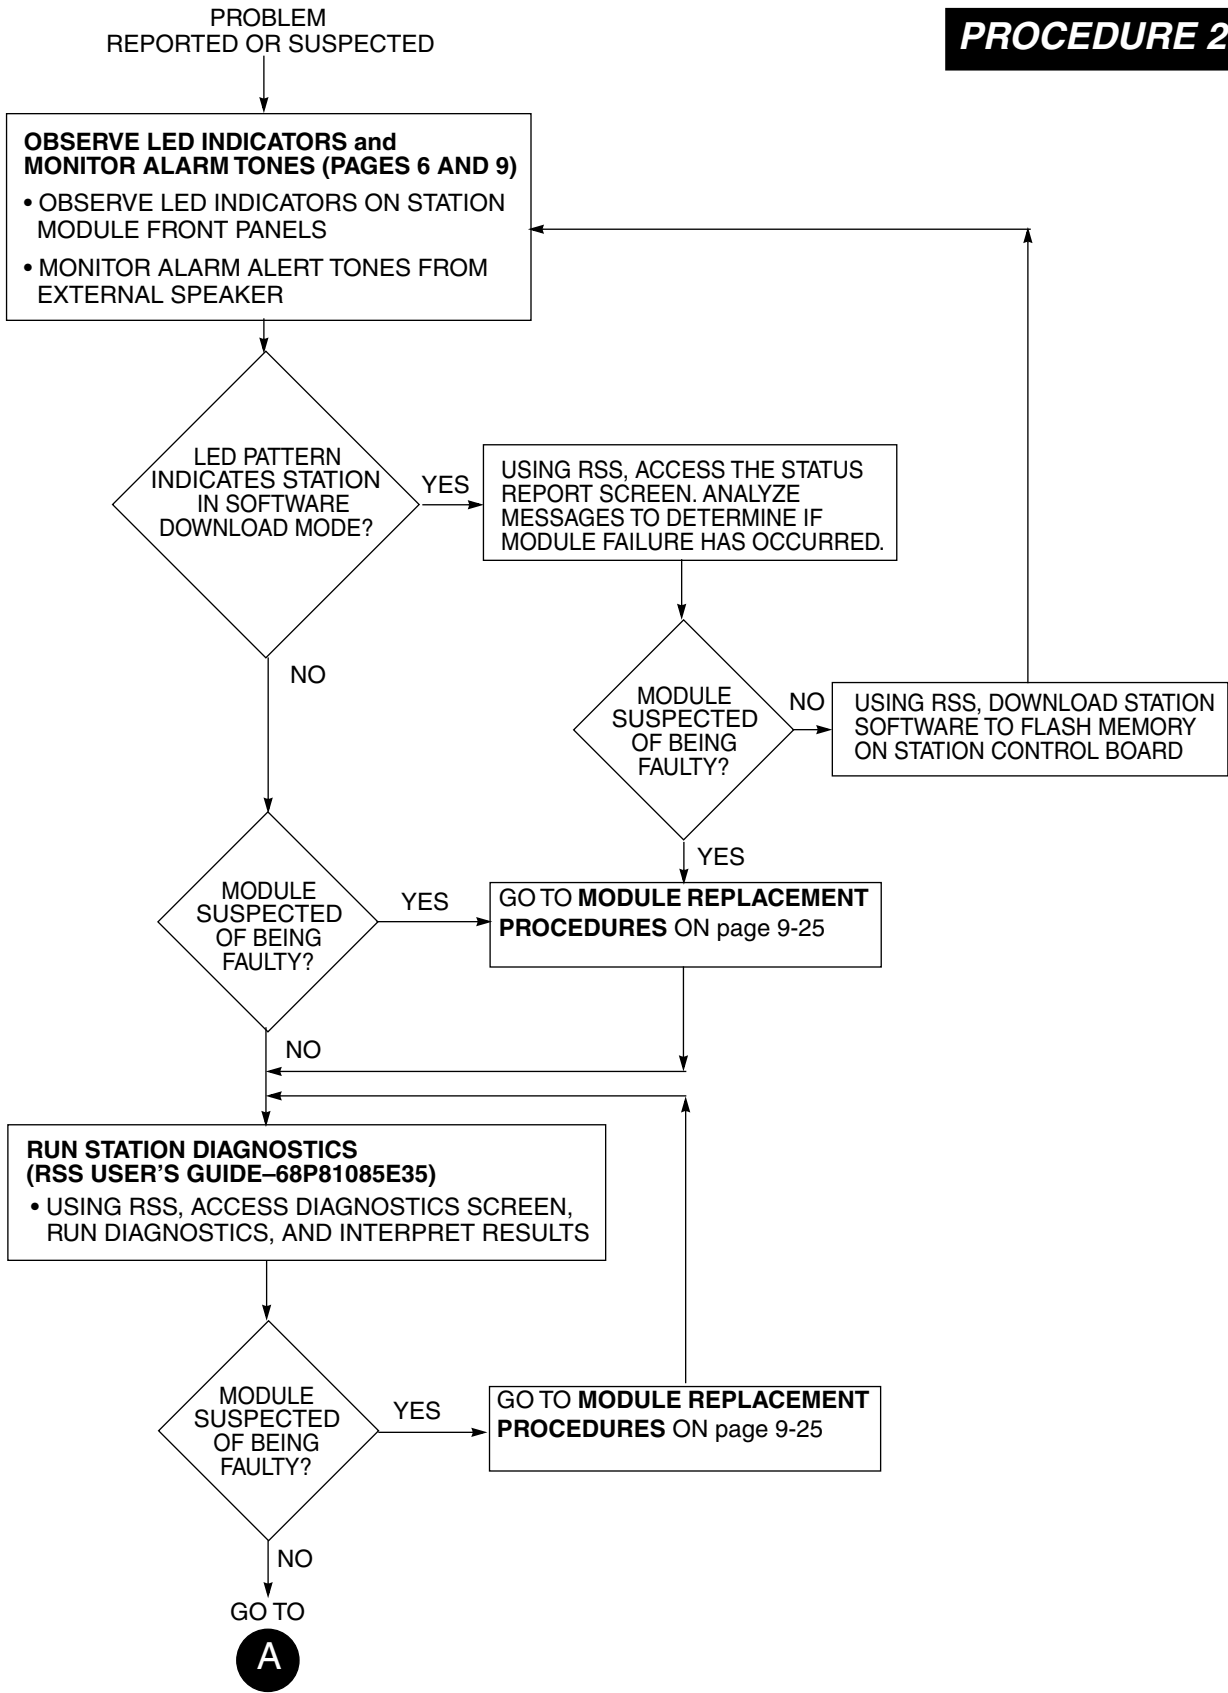 PROBLEM
REPORTED OR SUSPECTED
PROCEDURE 2
OBSERVE LED INDICATORS and
MONITOR ALARM TONES (PAGES 6 AND 9)
• OBSERVE LED INDICATORS ON STATION
MODULE FRONT PANELS
• MONITOR ALARM ALERT TONES FROM
EXTERNAL SPEAKER
LED PATTERN
INDICATES STATION
IN SOFTWARE
DOWNLOAD MODE?
YES
USING RSS, ACCESS THE STATUS
REPORT SCREEN. ANALYZE
MESSAGES TO DETERMINE IF
MODULE FAILURE HAS OCCURRED.
NO
MODULE
SUSPECTED
OF BEING
FAULTY?
NO
USING RSS, DOWNLOAD STATION
SOFTWARE TO FLASH MEMORY
ON STATION CONTROL BOARD
YES
MODULE
SUSPECTED
OF BEING
FAULTY?
YES
GO TO MODULE REPLACEMENT
PROCEDURES ON page 9-25
NO
RUN STATION DIAGNOSTICS
(RSS USER'S GUIDE–68P81085E35)
• USING RSS, ACCESS DIAGNOSTICS SCREEN,
RUN DIAGNOSTICS, AND INTERPRET RESULTS
MODULE
SUSPECTED
OF BEING
FAULTY?
YES
GO TO MODULE REPLACEMENT
PROCEDURES ON page 9-25
NO
GO TO
A